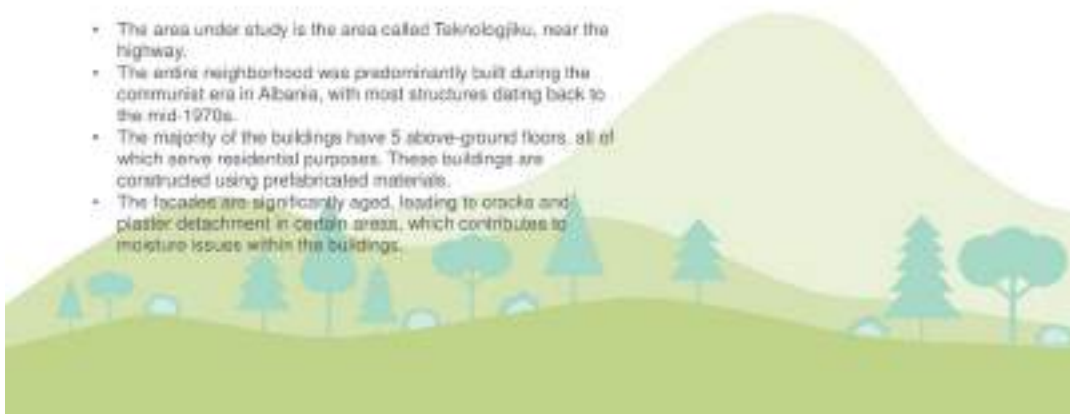 • The area under study is the area called Teknologjiku, near the
highway.
• The entire neighborhood was predominantly built during the
communist era in Albania, with most structures dating back to
the mid-1970s.
• The majority of the buildings have 5 above-ground floors, all of
which serve residential purposes. These buildings are
constructed using prefabricated materials.
• The facades are significantly aged, leading to cracks and
plaster detachment in certain areas, which contributes to
moisture issues within the buildings.